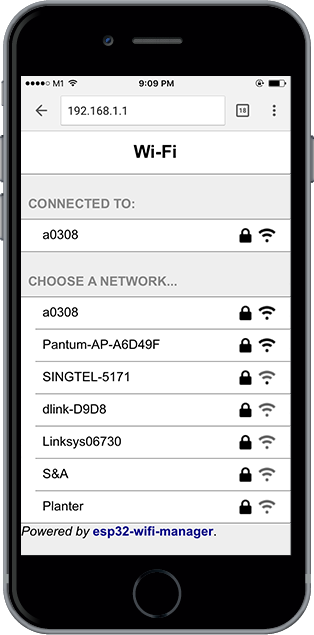 M1 9:09 PM
192.168.1.1 18
Wi-Fi
CONNECTED TO:
a0308
CHOOSE A NETWORK...
a0308
Pantum-AP-A6D49F
SINGTEL-5171
dlink-D9D8
Linksys06730
S&A
Planter
Powered by esp32-wifi-manager.